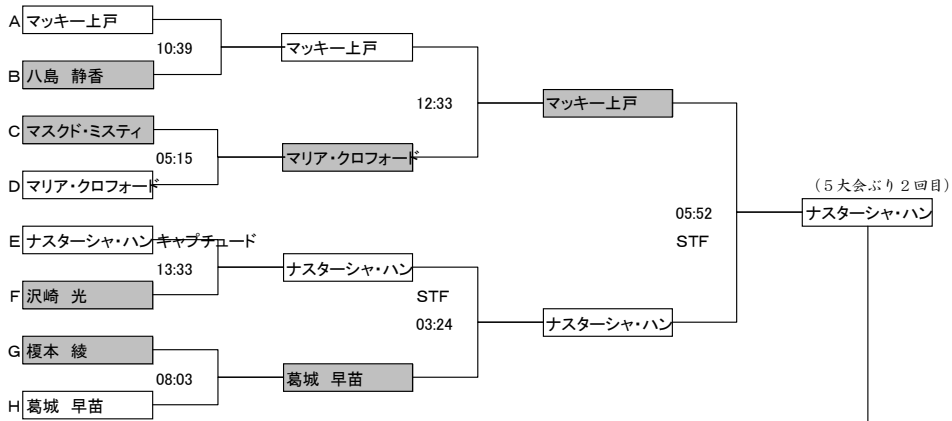 A マッキー上戸
10:39
マッキー上戸
B 八島 静香
12:33
マッキー上戸
C マスクド・ミスティ
05:15
マリア・クロフォード
D マリア・クロフォード
(5大会ぶり2回目)
05:52
ナスターシャ・ハン
STF
E ナスターシャ・ハン キャプチュード
13:33
ナスターシャ・ハン
F 沢崎 光
STF
03:24
ナスターシャ・ハン
G 榎本 綾
08:03
葛城 早苗
H 葛城 早苗